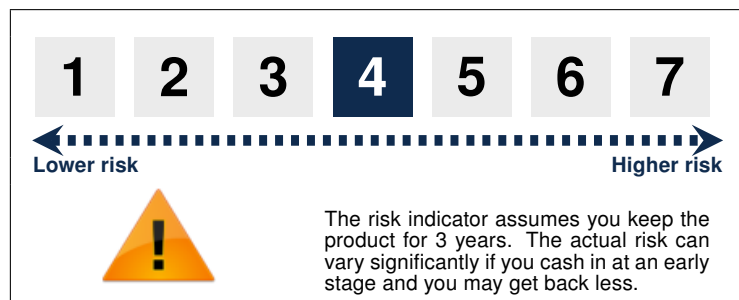 1 2 3 4 5 6 7
Lower risk Higher risk
!
The risk indicator assumes you keep the
product for 3 years. The actual risk can
vary significantly if you cash in at an early
stage and you may get back less.